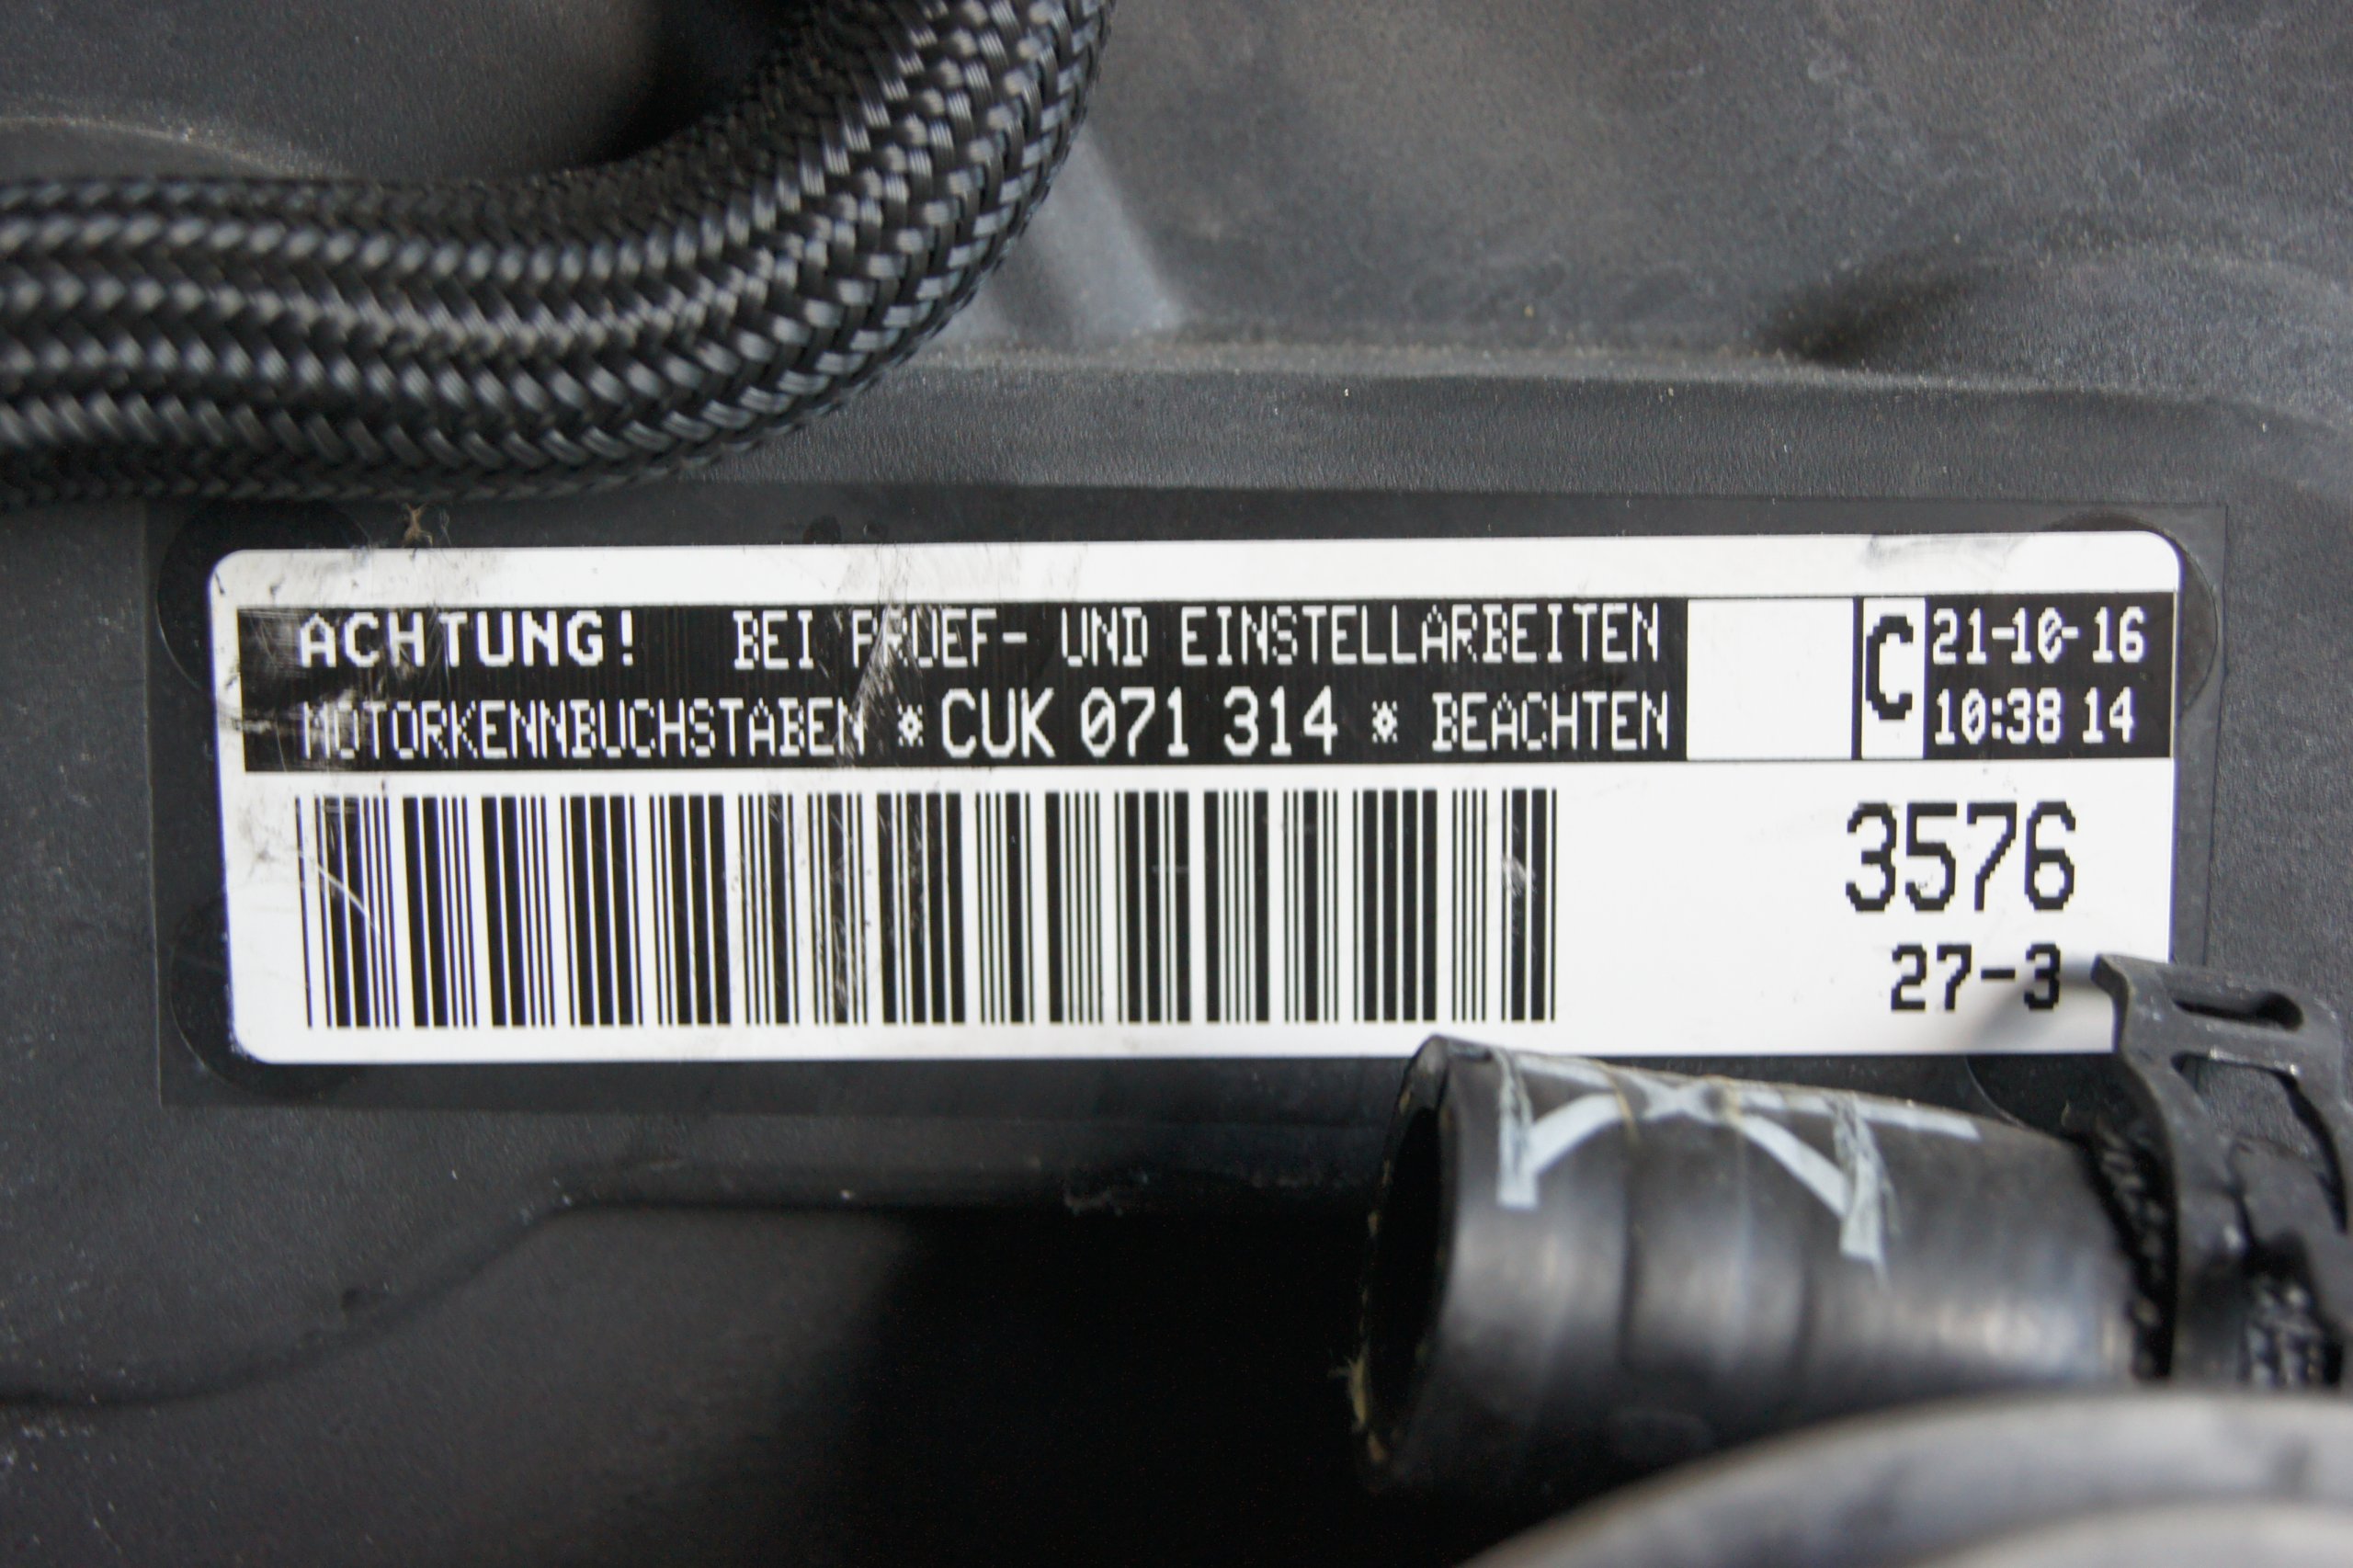 ACHTUNG! BEI PRUEF- UND EINSTELLARBEITEN
MOTORKENNBUCHSTABEN * CUK 071 314 * BEACHTEN
C
21-10-16
10:38 14
3576
27-3